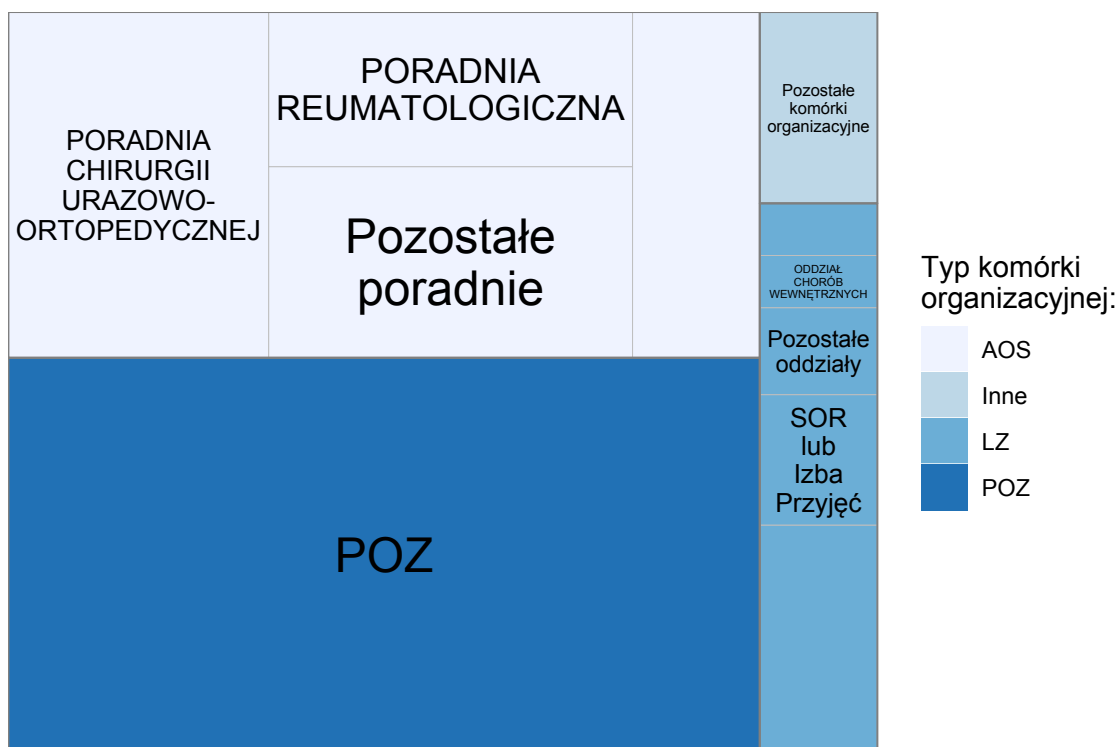 PORADNIA
CHIRURGII
URAZOWO-
ORTOPEDYCZNEJ
PORADNIA
REUMATOLOGICZNA
Pozostałe
poradnie
Pozostałe
komórki
organizacyjne
ODDZIAŁ
CHORÓB
WEWNĘTRZNYCH
Pozostałe
oddziały
SOR
lub
Izba
Przyjęć
POZ
Typ komórki
organizacyjnej:
AOS
Inne
LZ
POZ